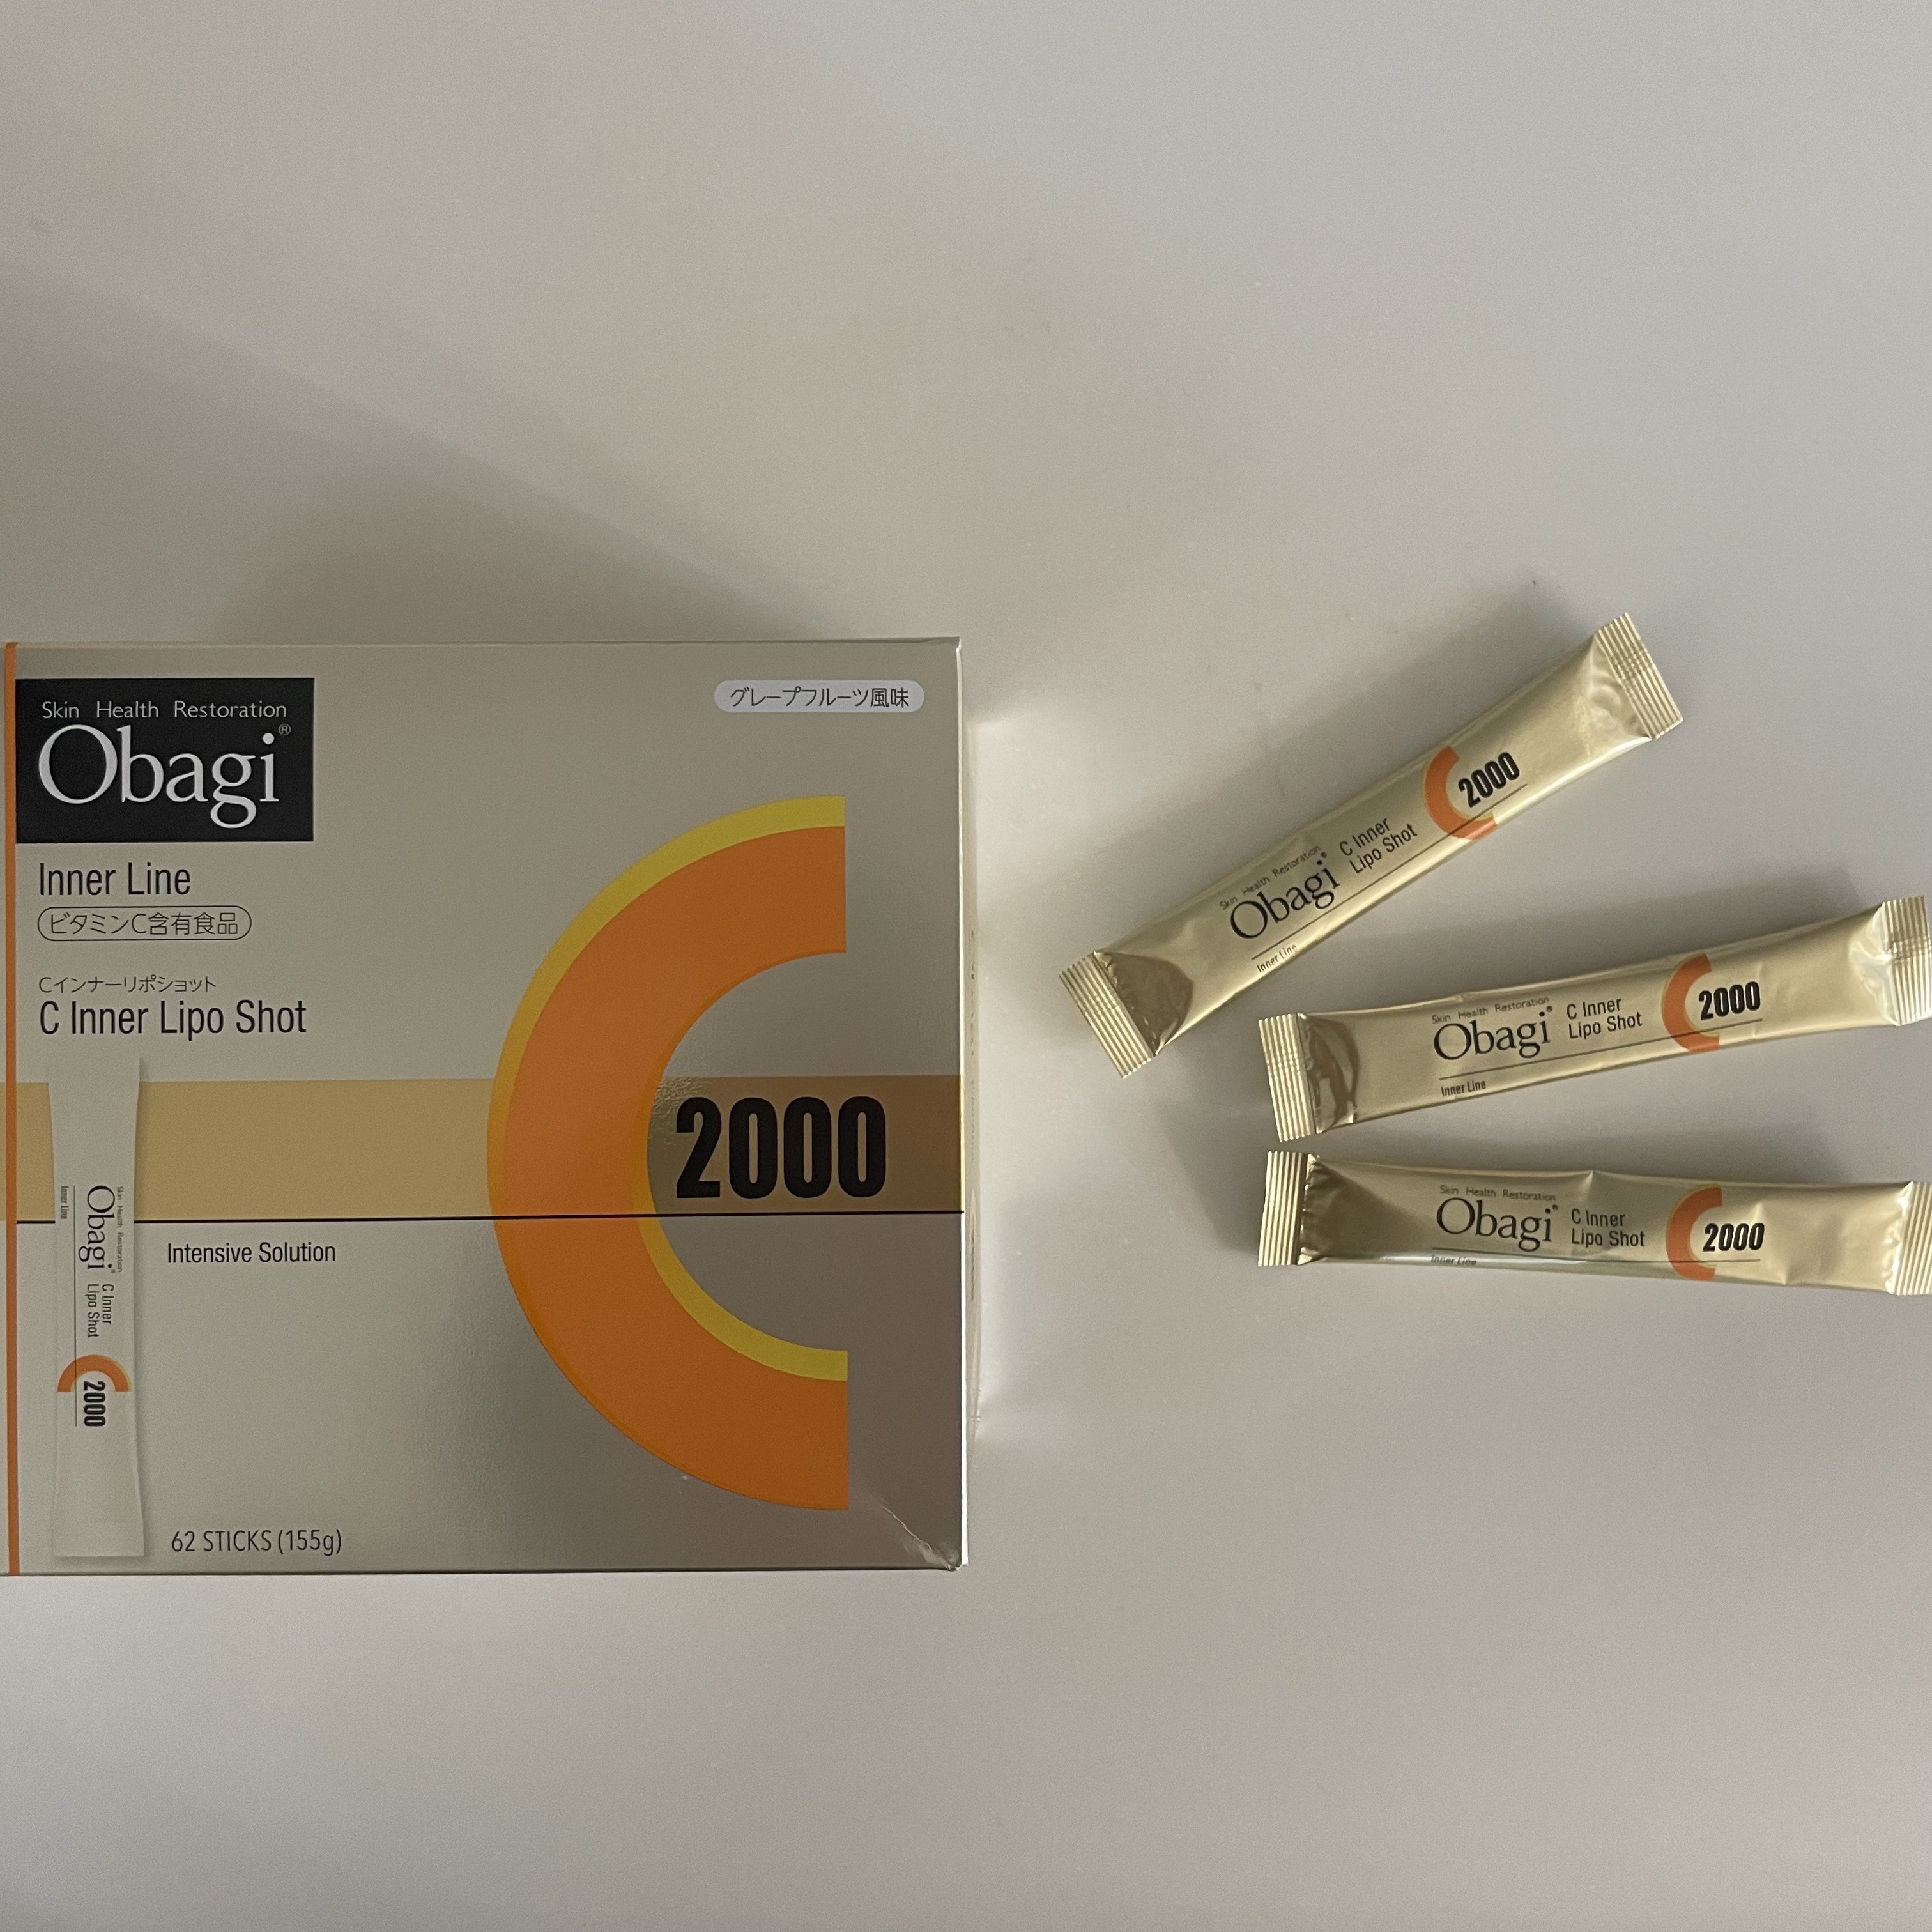 Skin Health Restoration
Obagi®
グレープフルーツ風味
Inner Line
ビタミンC含有食品
Cインナーリポショット
C Inner Lipo Shot
2000
Intensive Solution
Skin Health Restoration
Obagi®
Inner Line
C Inner
Lipo Shot
2000
62 STICKS (155g)
Skin Health Restoration
Obagi®
C Inner
Lipo Shot
2000
Inner Line
Skin Health Restoration
Obagi®
C Inner
Lipo Shot
2000
Inner Line
Skin Health Restoration
Obagi®
C Inner
Lipo Shot
2000
Inner Line